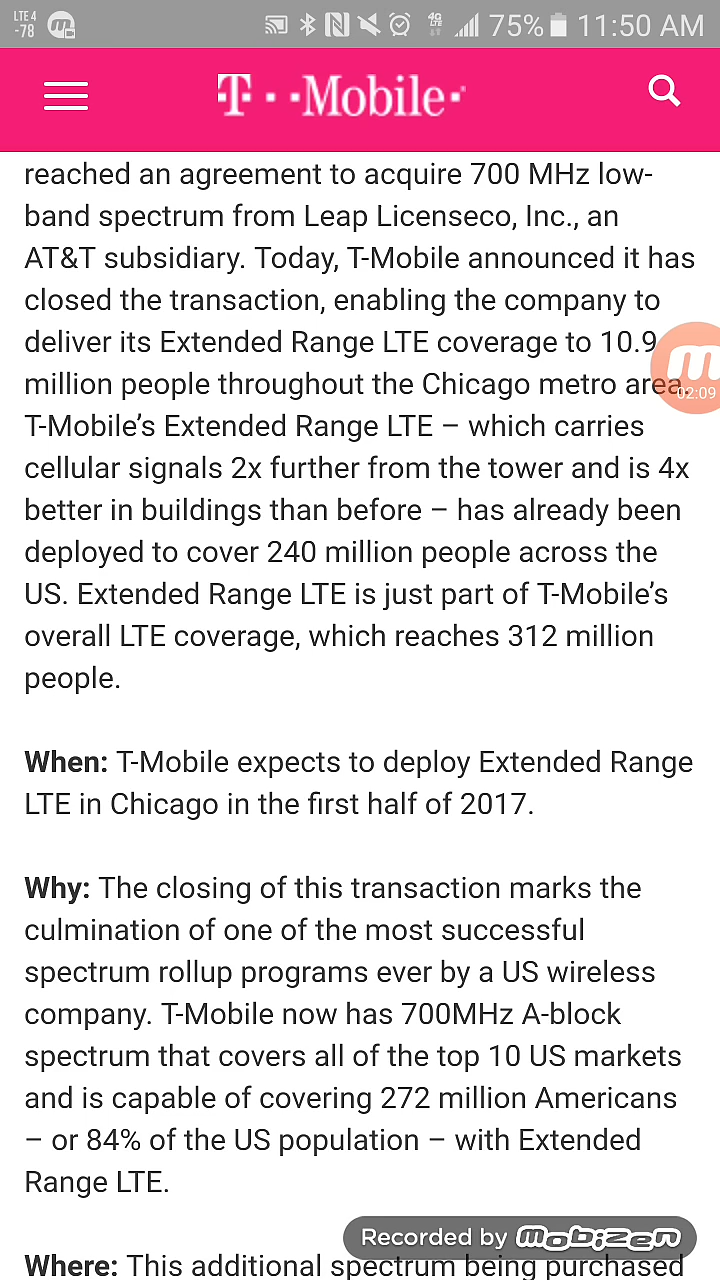 LTE 4
-78
4G
LTE
75%
11:50 AM
T··Mobile·
reached an agreement to acquire 700 MHz low-
band spectrum from Leap Licenseco, Inc., an
AT&T subsidiary. Today, T-Mobile announced it has
closed the transaction, enabling the company to
deliver its Extended Range LTE coverage to 10.9
million people throughout the Chicago metro area.
02:09
T-Mobile’s Extended Range LTE – which carries
cellular signals 2x further from the tower and is 4x
better in buildings than before – has already been
deployed to cover 240 million people across the
US. Extended Range LTE is just part of T-Mobile’s
overall LTE coverage, which reaches 312 million
people.
When: T-Mobile expects to deploy Extended Range
LTE in Chicago in the first half of 2017.
Why: The closing of this transaction marks the
culmination of one of the most successful
spectrum rollup programs ever by a US wireless
company. T-Mobile now has 700MHz A-block
spectrum that covers all of the top 10 US markets
and is capable of covering 272 million Americans
– or 84% of the US population – with Extended
Range LTE.
Recorded by mobizen
Where: This additional spectrum being purchased